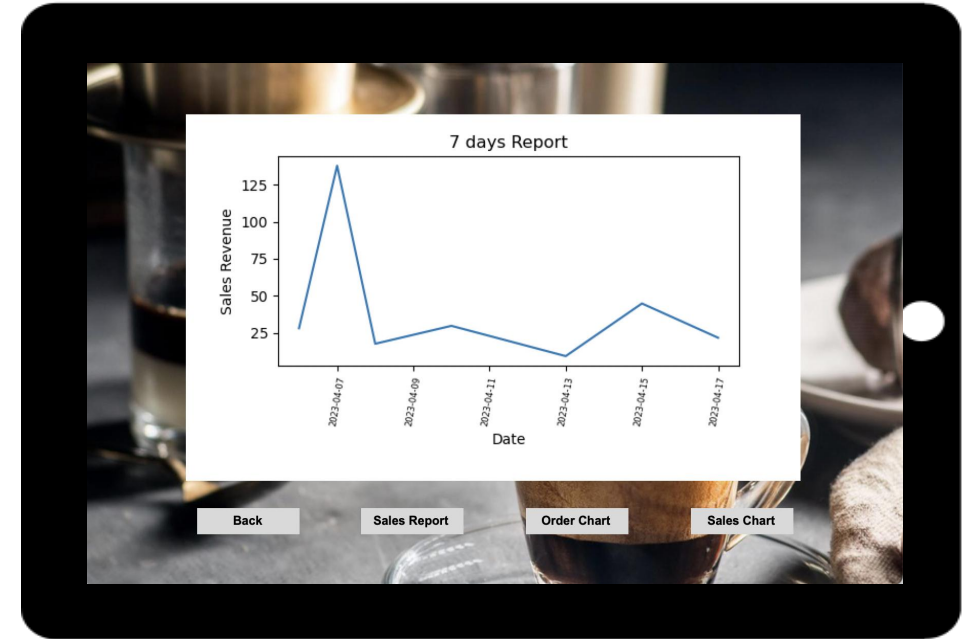 7 days Report
125
100
75
50
25
Sales Revenue
2023-04-07
2023-04-09
2023-04-11
2023-04-13
2023-04-15
2023-04-17
Date
Back
Sales Report
Order Chart
Sales Chart